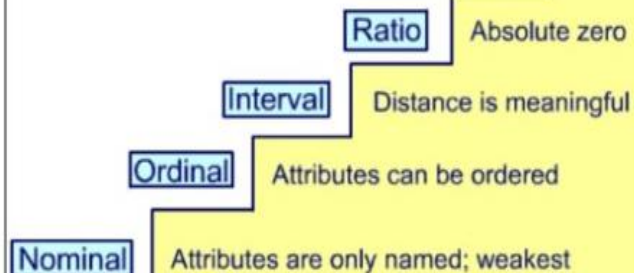 Ratio Absolute zero
Interval Distance is meaningful
Ordinal Attributes can be ordered
Nominal Attributes are only named; weakest